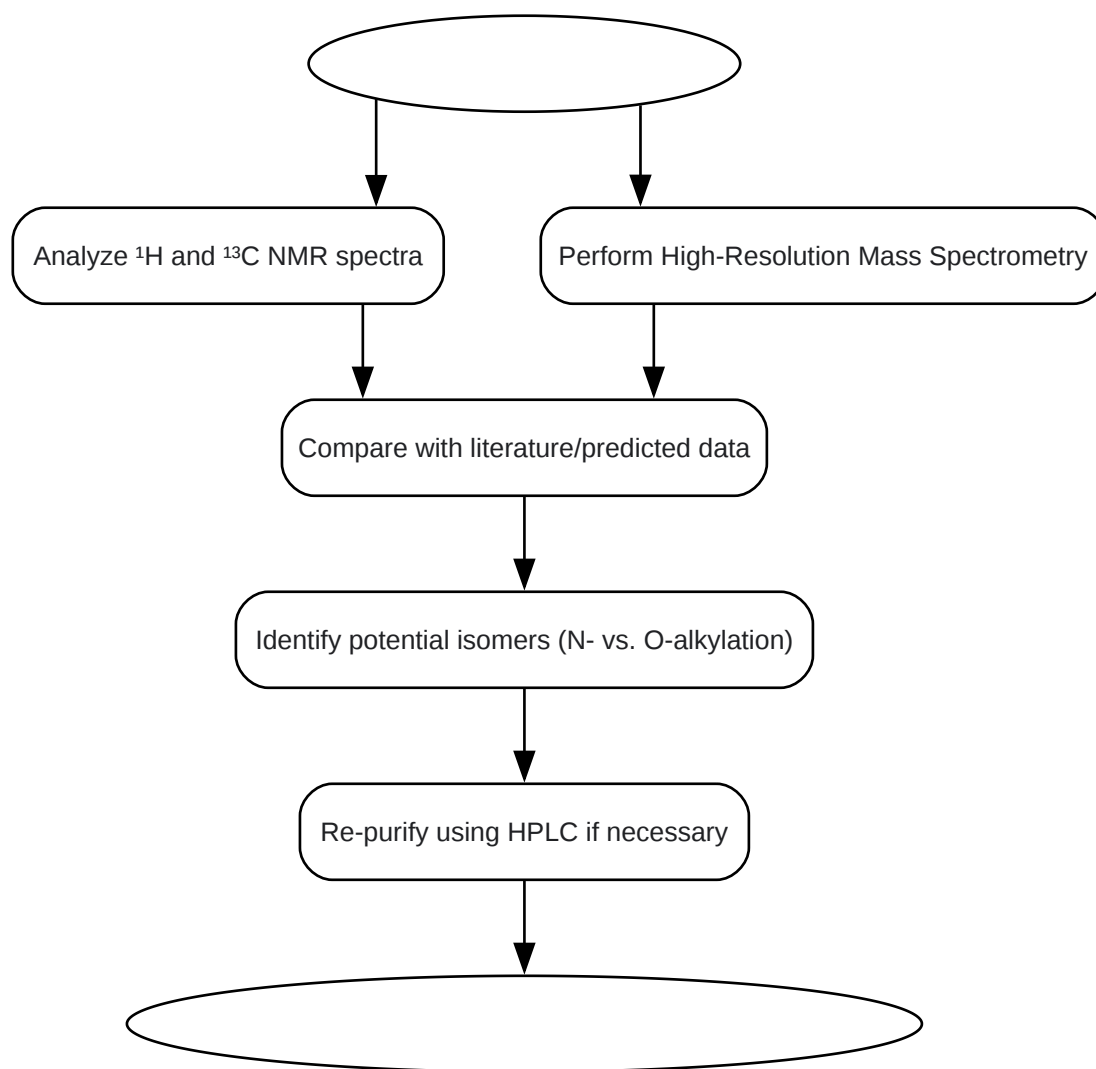 Analyze ¹H and ¹³C NMR spectra
Perform High-Resolution Mass Spectrometry
Compare with literature/predicted data
Identify potential isomers (N- vs. O-alkylation)
Re-purify using HPLC if necessary